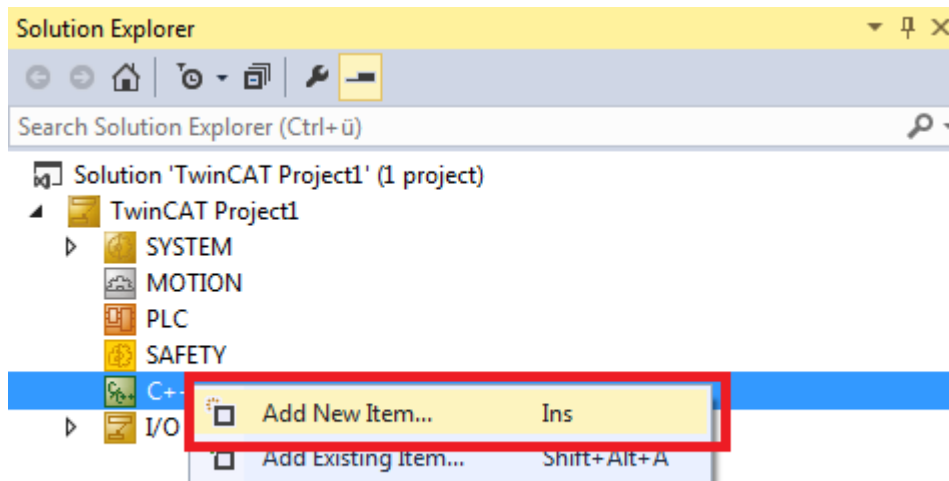 Solution Explorer
Search Solution Explorer (Ctrl+ü)
Solution 'TwinCAT Project1' (1 project)
TwinCAT Project1
SYSTEM
MOTION
PLC
SAFETY
C++
Add New Item... Ins
I/O
Add Existing Item... Shift+Alt+A